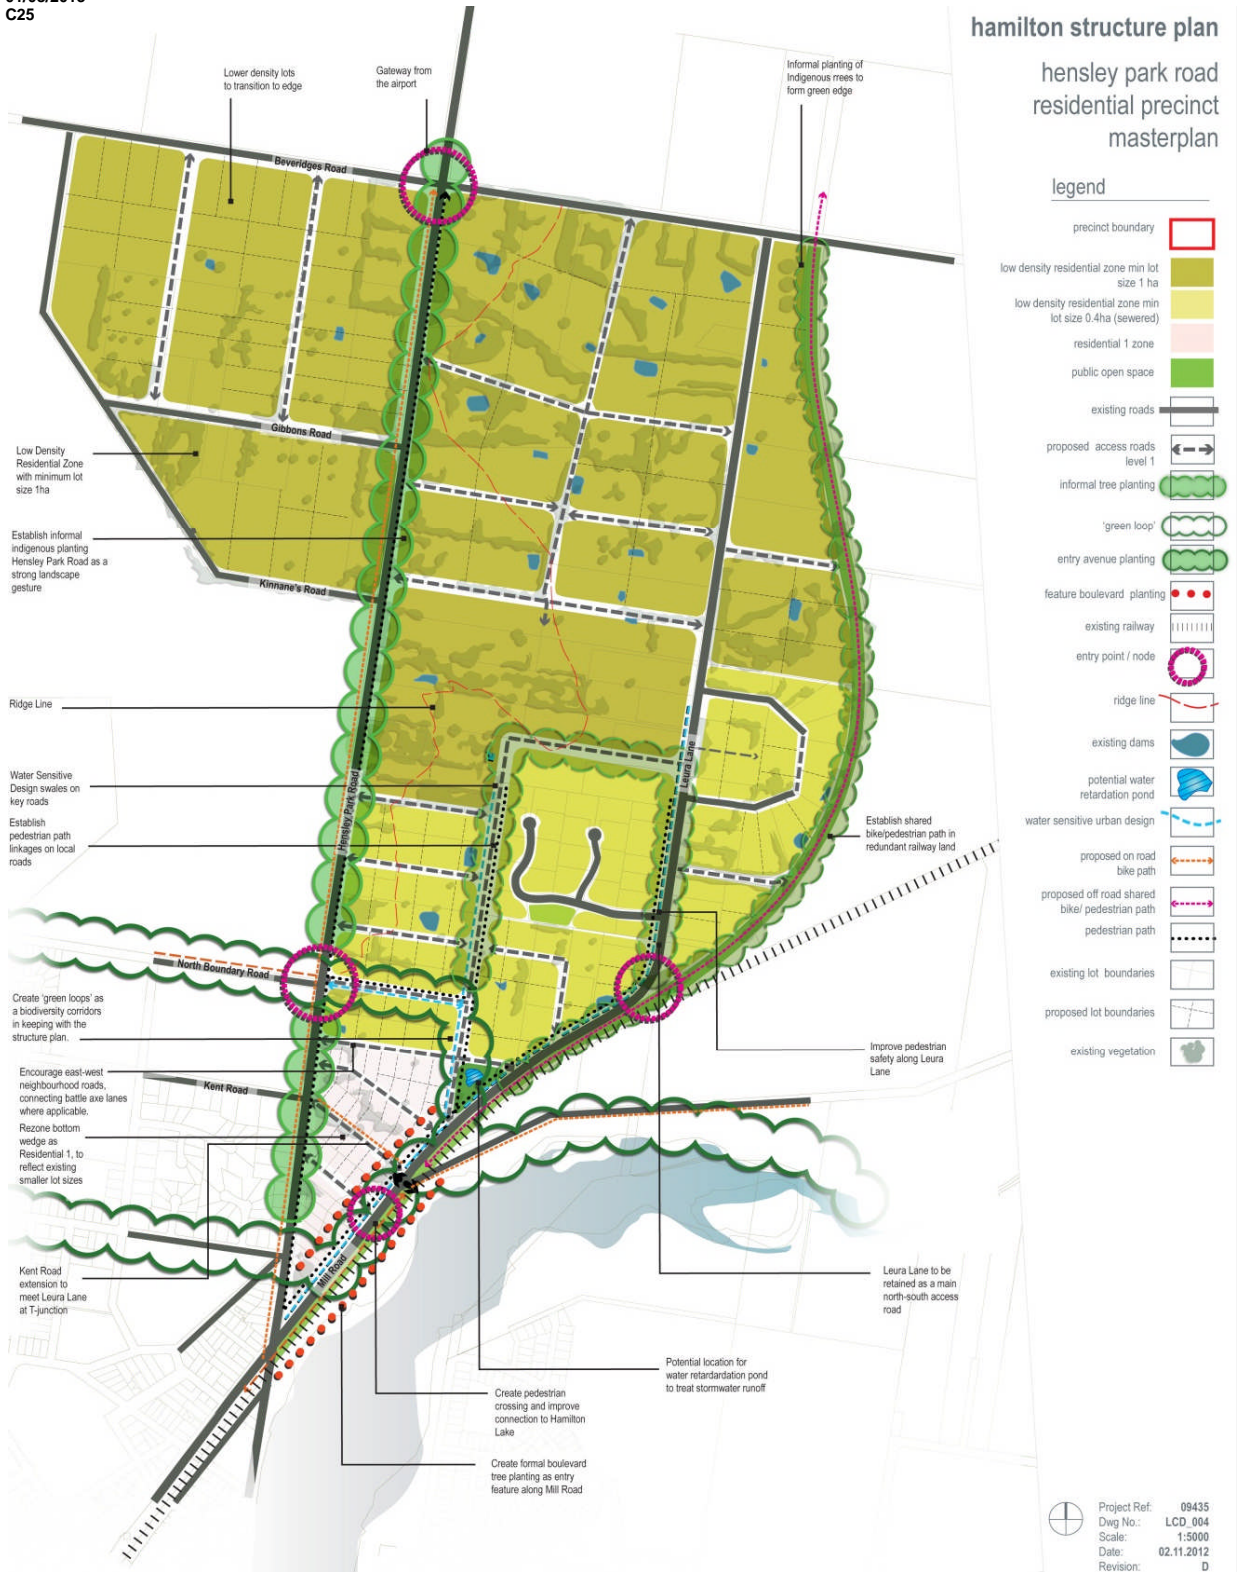 C25
hamilton structure plan
hensley park road
residential precinct
masterplan
Lower density lots
to transition to edge
Gateway from
the airport
Informal planting of
Indigenous rrees to
form green edge
Beveridges Road
Gibbons Road
Low Density
Residential Zone
with minimum lot
size 1ha
Establish informal
indigenous planting
Hensley Park Road as a
strong landscape
gesture
Kinnane's Road
Ridge Line
Water Sensitive
Design swales on
key roads
Establish
pedestrian path
linkages on local
roads
Hensley Park Road
Leura Lane
Establish shared
bike/pedestrian path in
redundant railway land
North Boundary Road
Create 'green loops' as
a biodiversity corridors
in keeping with the
structure plan.
Encourage east-west
neighbourhood roads,
connecting battle axe lanes
where applicable.
Kent Road
Rezone bottom
wedge as
Residential 1, to
reflect existing
smaller lot sizes
Improve pedestrian
safety along Leura
Lane
Kent Road
extension to
meet Leura Lane
at T-junction
Mill Road
Leura Lane to be
retained as a main
north-south access
road
Potential location for
water retardardation pond
to treat stormwater runoff
Create pedestrian
crossing and improve
connection to Hamilton
Lake
Create formal boulevard
tree planting as entry
feature along Mill Road
legend
precinct boundary
low density residential zone min lot
size 1 ha
low density residential zone min
lot size 0.4ha (sewered)
residential 1 zone
public open space
existing roads
proposed access roads
level 1
informal tree planting
'green loop'
entry avenue planting
feature boulevard planting
existing railway
entry point / node
ridge line
existing dams
potential water
retardation pond
water sensitive urban design
proposed on road
bike path
proposed off road shared
bike/ pedestrian path
pedestrian path
existing lot boundaries
proposed lot boundaries
existing vegetation
Project Ref: 09435
Dwg No.: LCD_004
Scale: 1:5000
Date: 02.11.2012
Revision: D